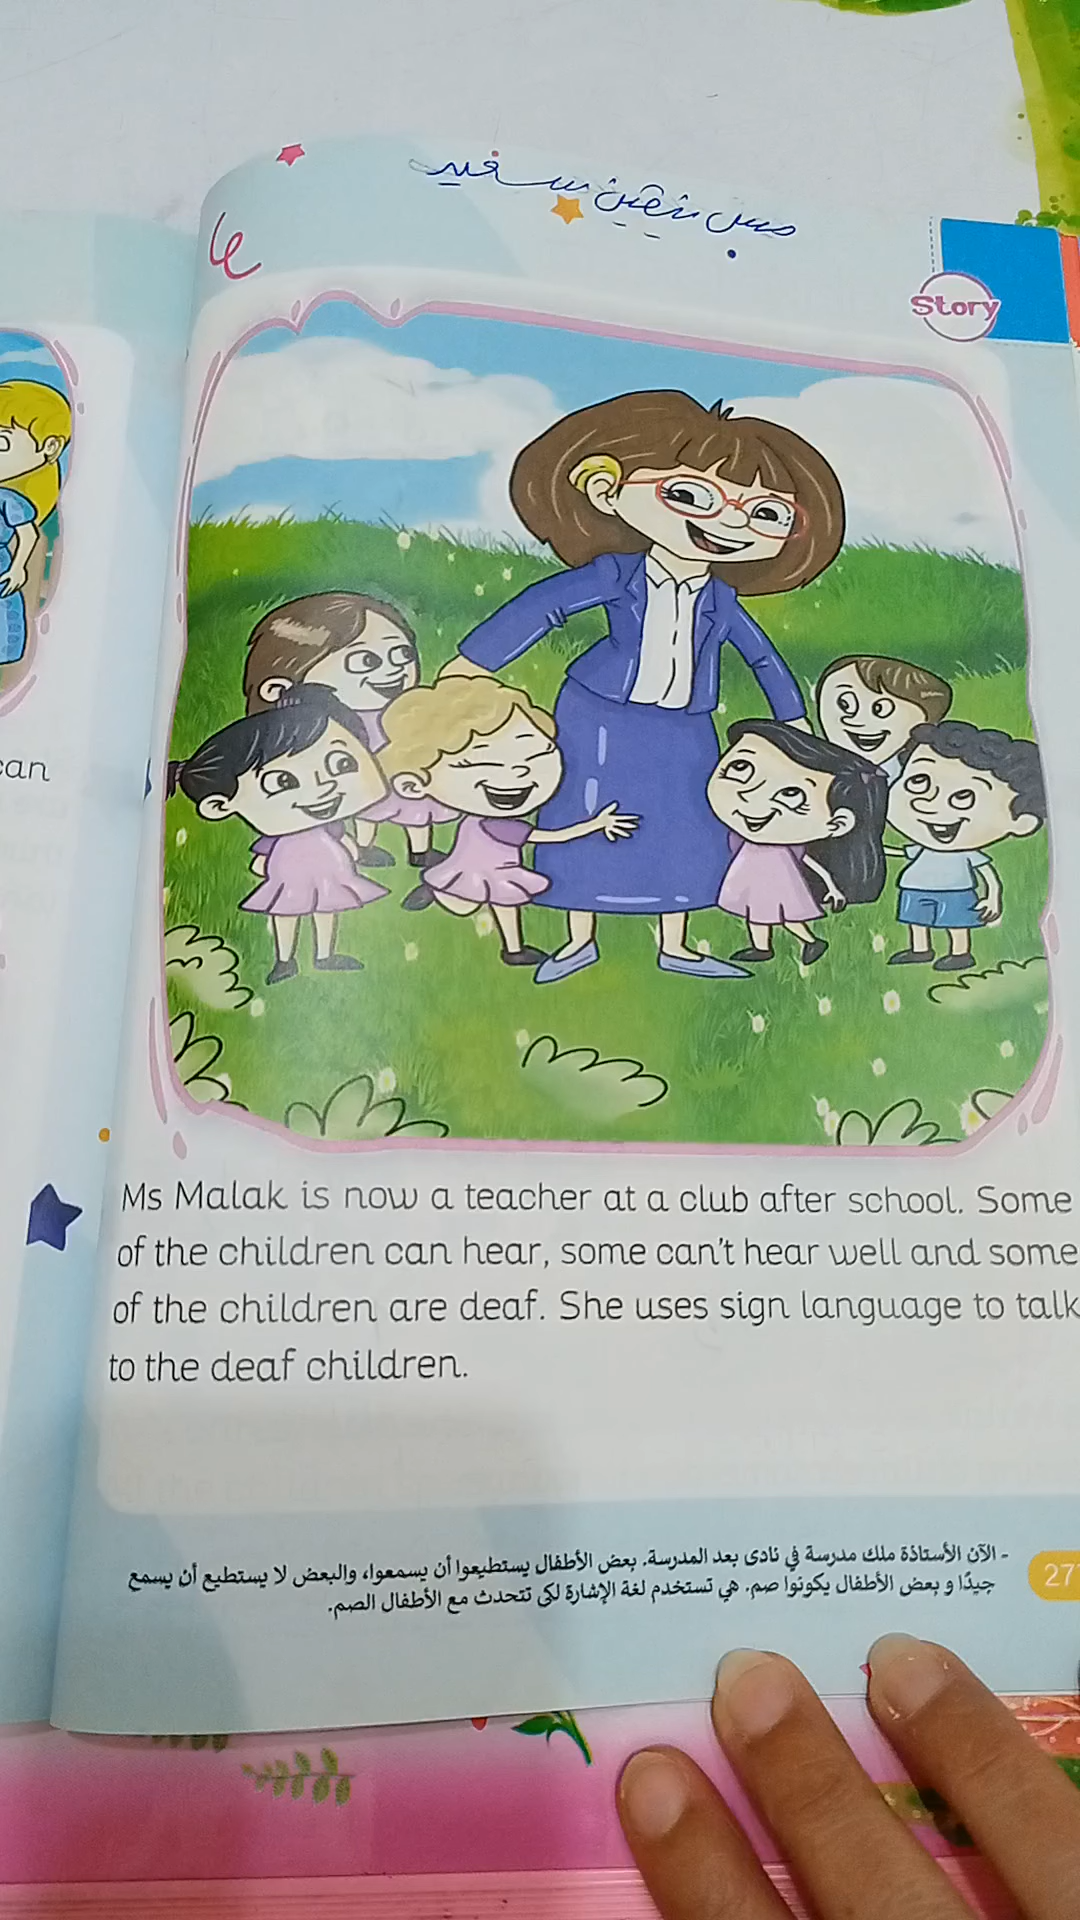 Story
can
Ms Malak is now a teacher at a club after school. Some
of the children can hear, some can't hear well and some
of the children are deaf. She uses sign language to talk
to the deaf children.
- الآن الأستاذة ملك مدرسة في نادى بعد المدرسة. بعض الأطفال يستطيعوا أن يسمعوا، والبعض لا يستطيع أن يسمع
جيدًا و بعض الأطفال يكونوا صم. هي تستخدم لغة الإشارة لكى تتحدث مع الأطفال الصم.
27